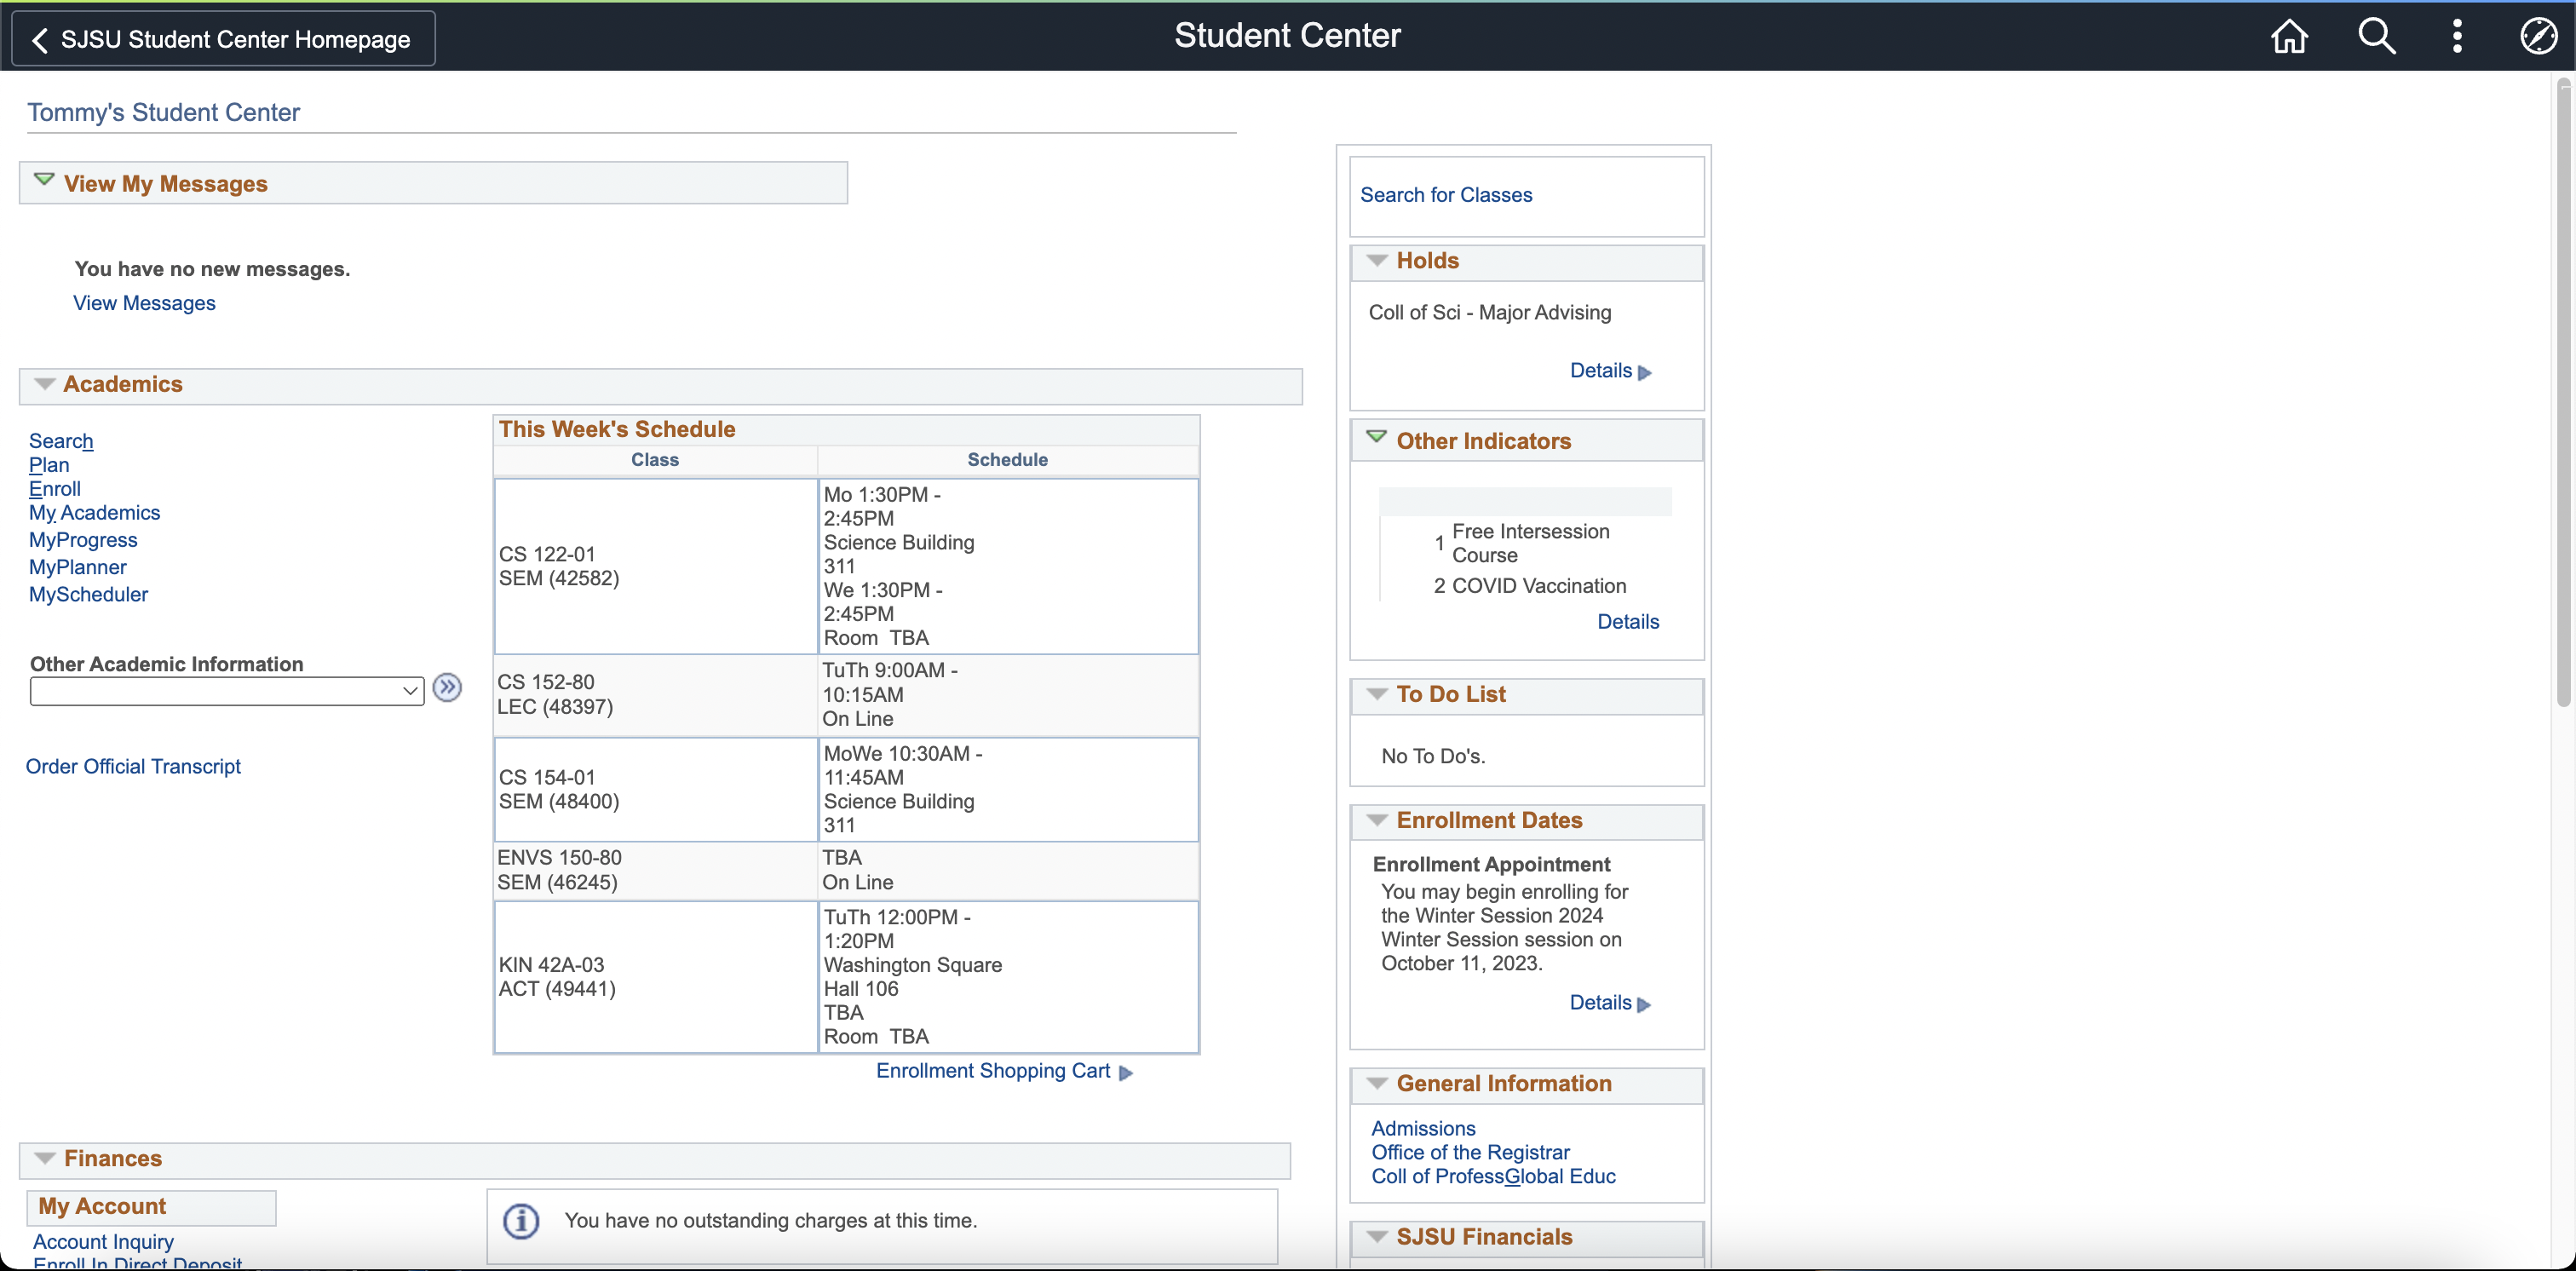 SJSU Student Center Homepage
Student Center
Tommy's Student Center
View My Messages
You have no new messages.
View Messages
Academics
Search
Plan
Enroll
My Academics
MyProgress
MyPlanner
MyScheduler
Other Academic Information
Order Official Transcript
This Week's Schedule
Class Schedule
CS 122-01
SEM (42582)
Mo 1:30PM -
2:45PM
Science Building
311
We 1:30PM -
2:45PM
Room TBA
CS 152-80
LEC (48397)
TuTh 9:00AM -
10:15AM
On Line
CS 154-01
SEM (48400)
MoWe 10:30AM -
11:45AM
Science Building
311
ENVS 150-80
SEM (46245)
TBA
On Line
KIN 42A-03
ACT (49441)
TuTh 12:00PM -
1:20PM
Washington Square
Hall 106
TBA
Room TBA
Enrollment Shopping Cart
Finances
My Account
Account Inquiry
Enroll In Direct Deposit
You have no outstanding charges at this time.
Search for Classes
Holds
Coll of Sci - Major Advising
Details
Other Indicators
1 Free Intersession
Course
2 COVID Vaccination
Details
To Do List
No To Do's.
Enrollment Dates
Enrollment Appointment
You may begin enrolling for
the Winter Session 2024
Winter Session session on
October 11, 2023.
Details
General Information
Admissions
Office of the Registrar
Coll of ProfessGlobal Educ
SJSU Financials